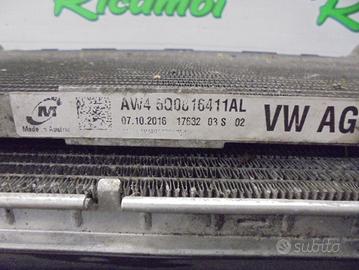 Ricambi
AW4 5Q0816411AL
07.10.2016 17632 03 S 02
VW AG
M
Made in Austria
subito